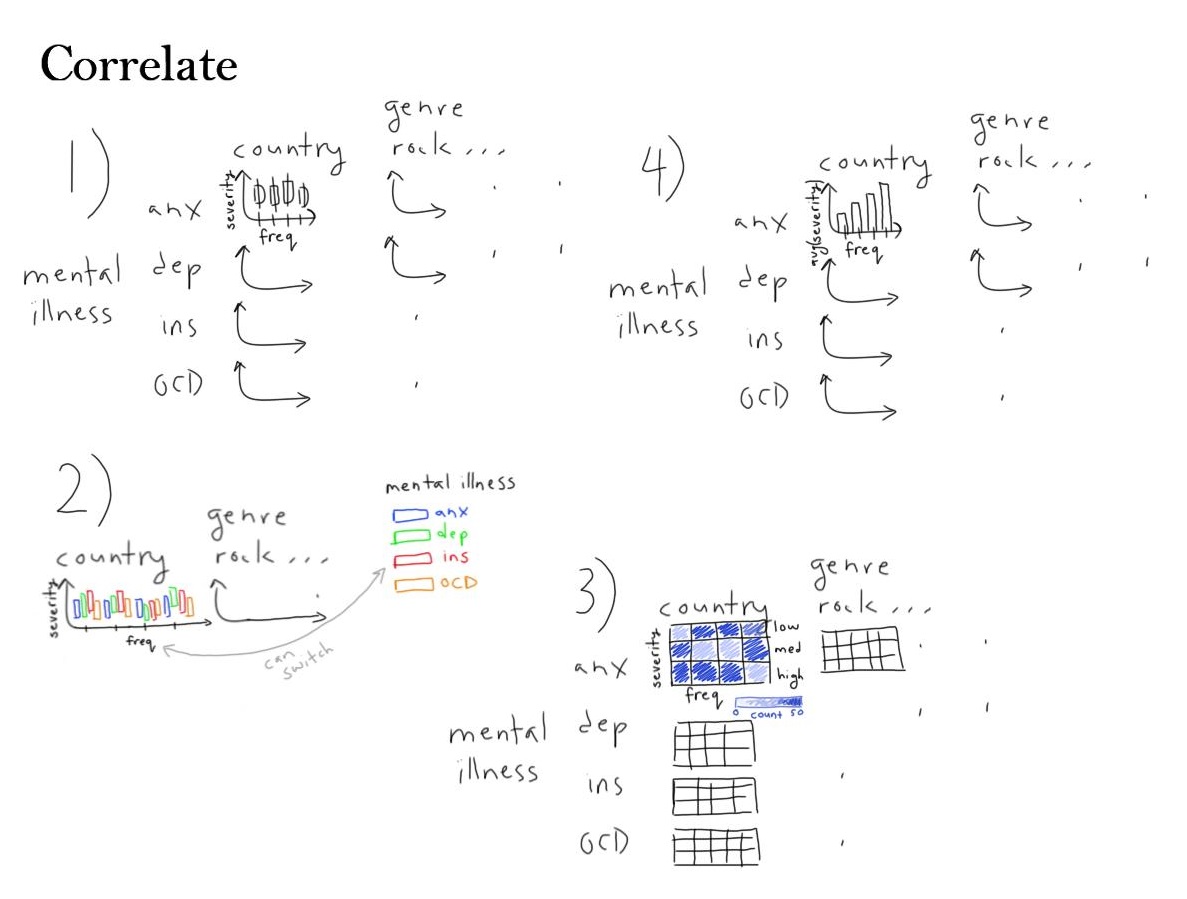 Correlate
1)
genre
country rock ...
severity
anx
freq
mental illness
dep
ins
OCD
4)
genre
country rock ...
avg(severity)
anx
freq
mental illness
dep
ins
OCD
2)
genre
country rock ...
severity
freq
can switch
mental illness
anx
dep
ins
OCD
3)
genre
country rock ...
severity
low
med
high
anx
freq
0 count 50
mental illness
dep
ins
OCD